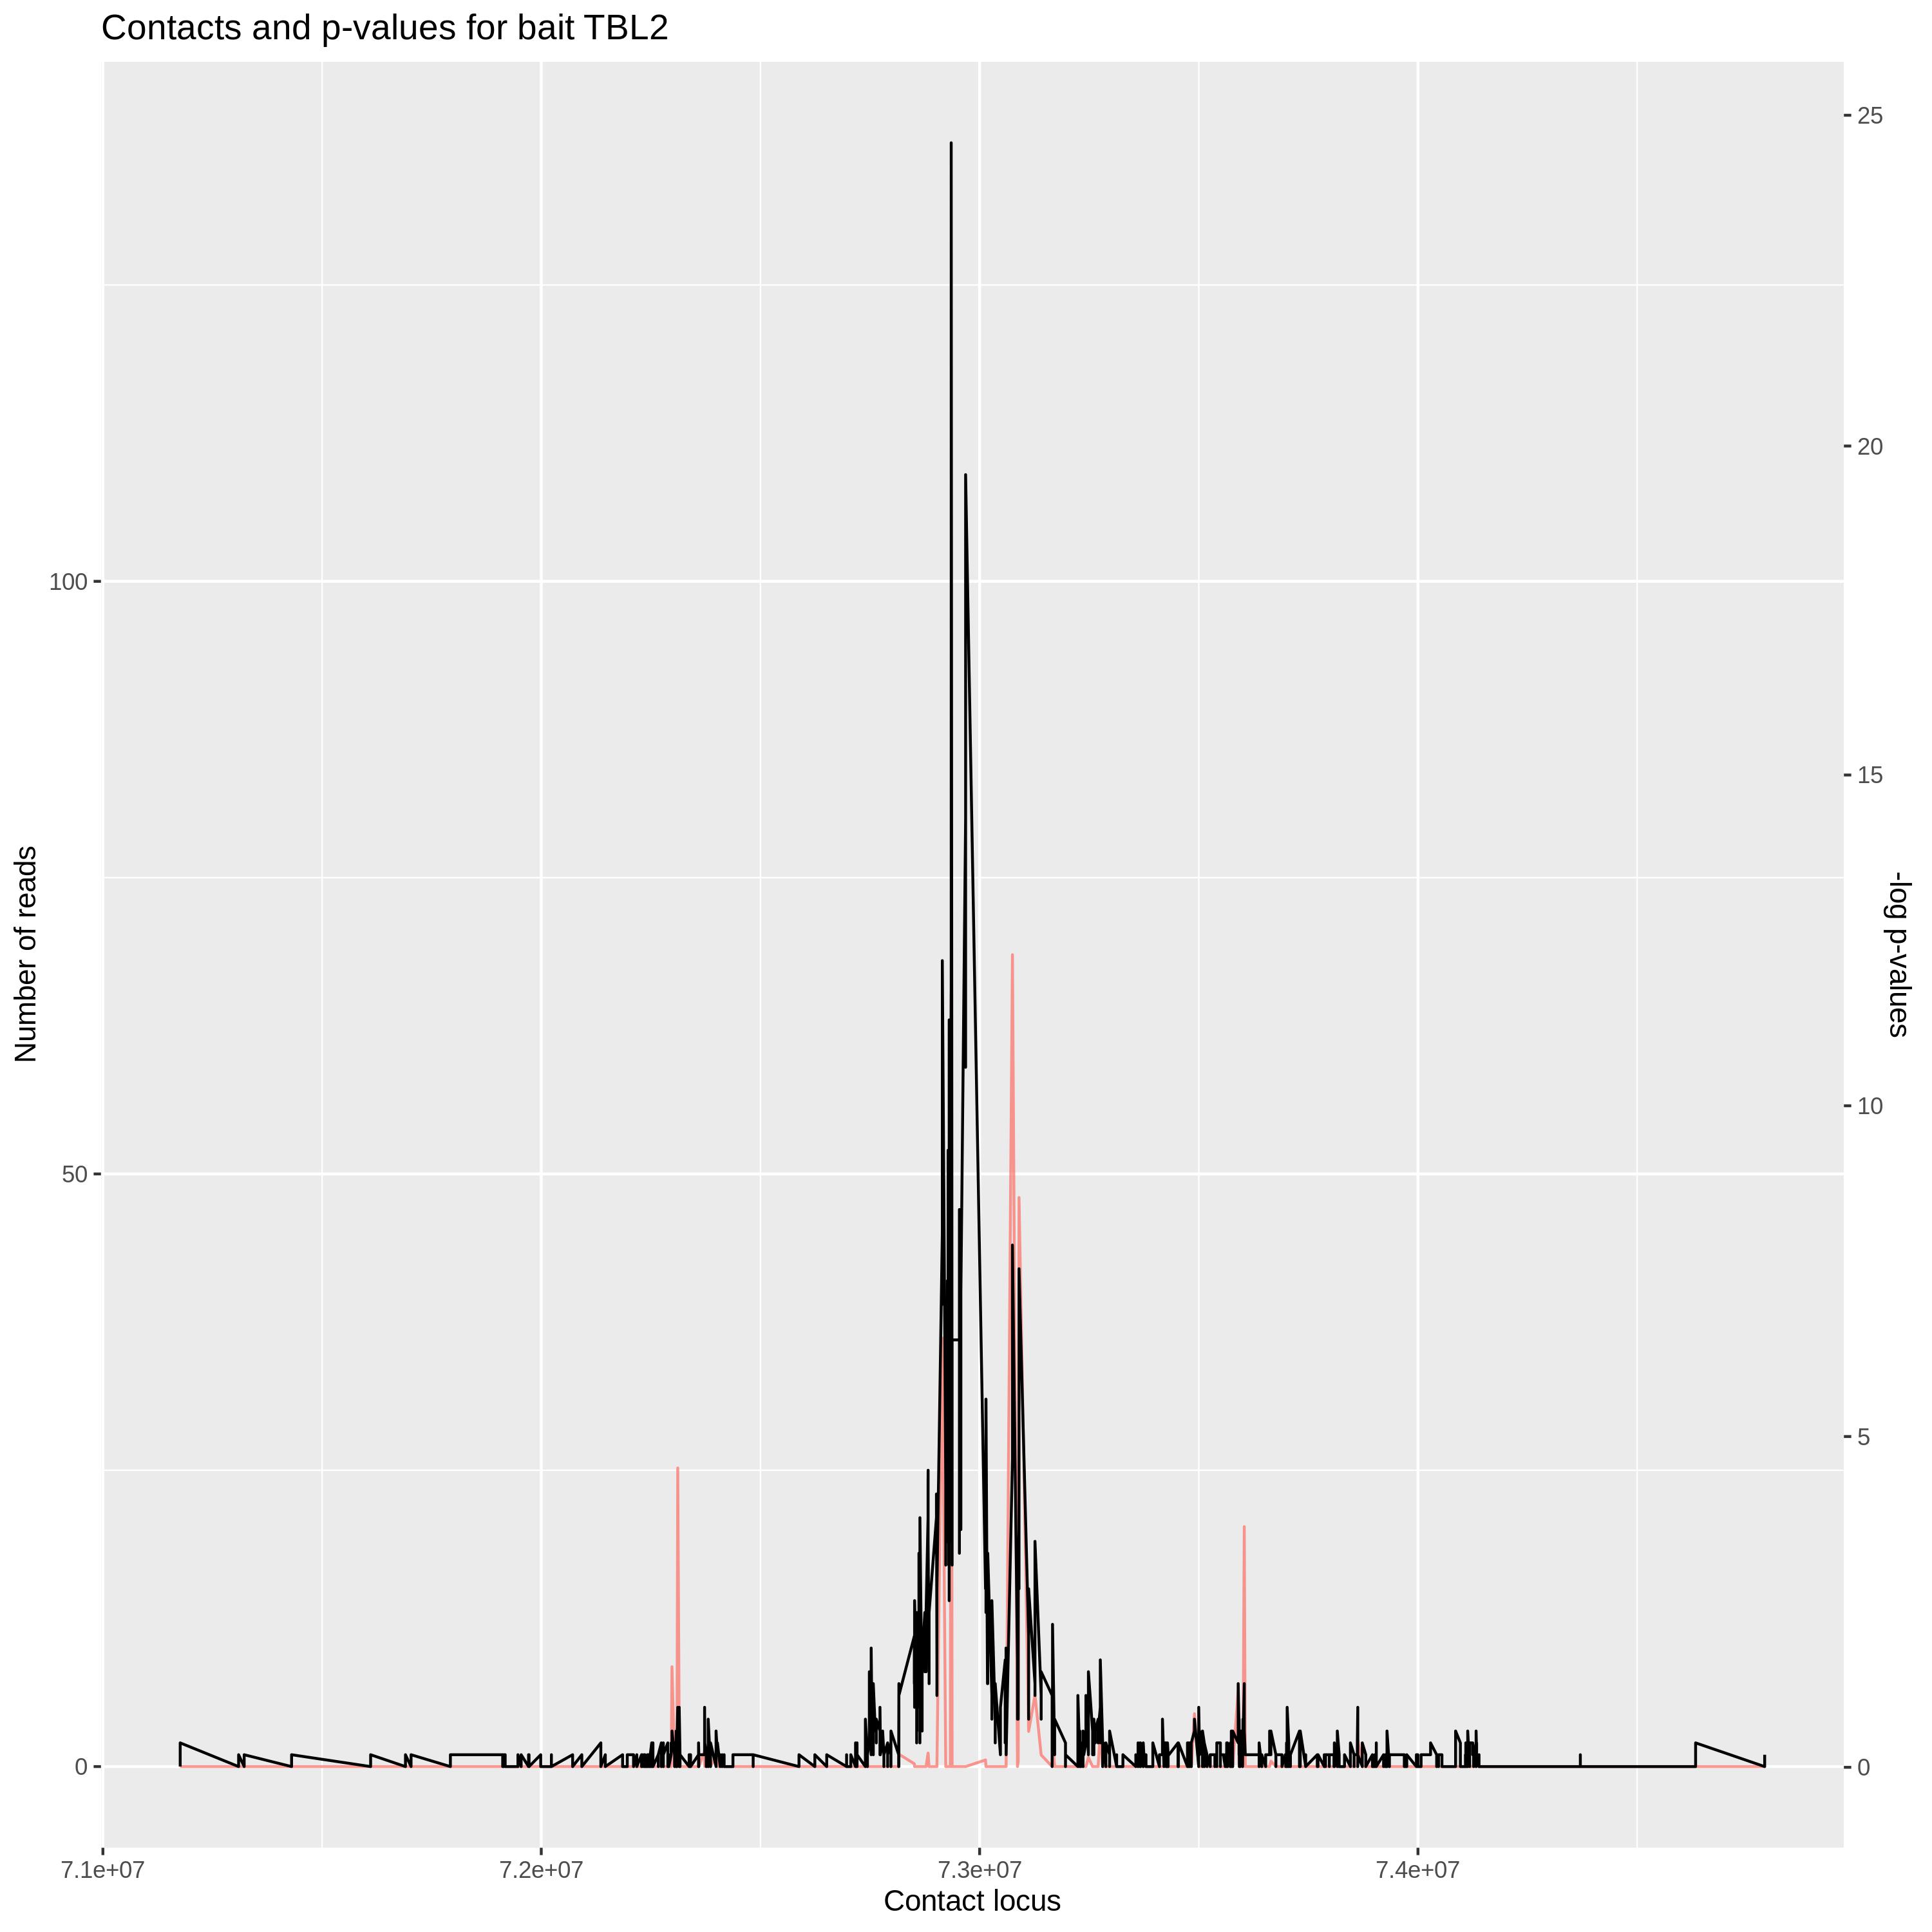 Contacts and p-values for bait TBL2
25
20
100
15
Number of reads
-log p-values
10
50
5
0
0
7.1e+07
7.2e+07
7.3e+07
7.4e+07
Contact locus